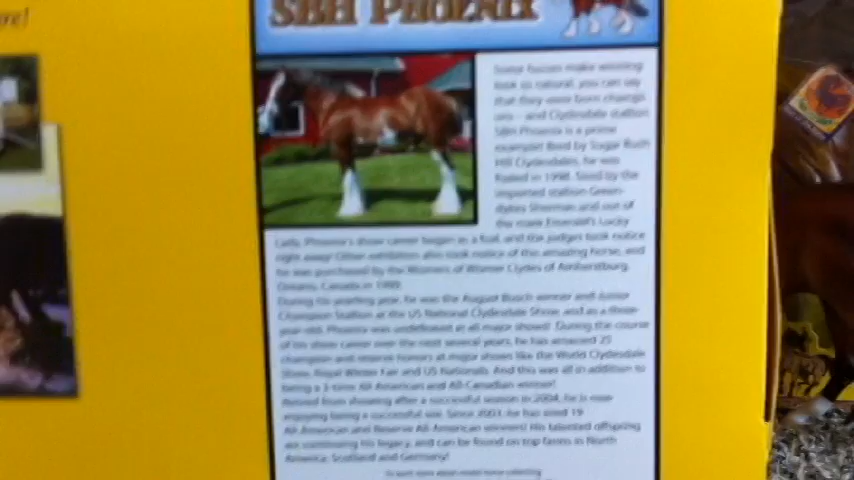 SBH PHOENIX
Some horses make winning
look so natural, you can say
that they were born champi-
ons - and Clydesdale stallion
SBH Phoenix is a prime
example! Bred by Sugar Bush
Hill Clydesdales, he was
foaled in 1998. Sired by the
imported stallion Green-
dykes Sherman and out of
the mare Emerald's Lucky
Lady, Phoenix's show career began as a foal, and the judges took notice
right away! Other exhibitors also took notice of this amazing horse, and
he was purchased by the Womers of Womer Clydes of Amherstburg,
Ontario, Canada in 1999.
During his yearling year, he was the August Busch winner and Junior
Champion Stallion at the US National Clydesdale Show, and as a three-
year-old, Phoenix was undefeated at all major shows! During the course
of his show career over the next several years, he has amassed 25
champion and reserve honors at major shows like the World Clydesdale
Show, Royal Winter Fair and US Nationals. And this was all in addition to
being a 3-time All-American and All-Canadian winner!
Retired from showing after a successful season in 2004, he is now
enjoying being a successful sire. Since 2003, he has sired 19
All-American and Reserve All-American winners! His talented offspring
are continuing his legacy, and can be found on top farms in North
America, Scotland and Germany!
To learn more about model horse collecting